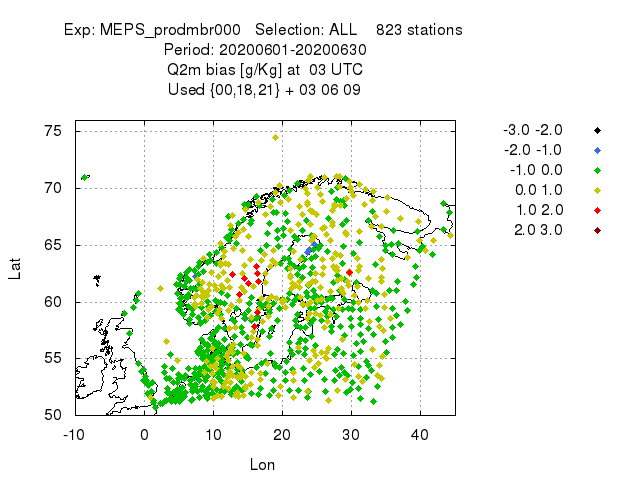 Exp: MEPS_prodmbr000 Selection: ALL 823 stations
Period: 20200601-20200630
Q2m bias [g/Kg] at 03 UTC
Used {00,18,21} + 03 06 09
75
70
65
60
55
50
Lat
-10 0 10 20 30 40
Lon
-3.0 -2.0
-2.0 -1.0
-1.0 0.0
0.0 1.0
1.0 2.0
2.0 3.0